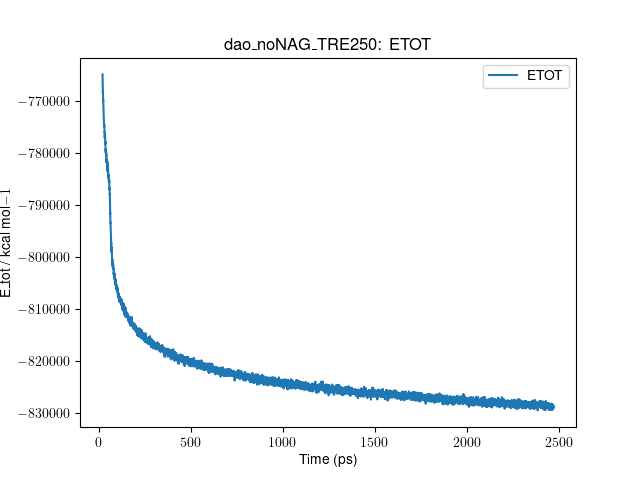 dao_noNAG_TRE250: ETOT
ETOT
−770000
−780000
−790000
−800000
−810000
−820000
−830000
E_tot / kcal mol−1
0 500 1000 1500 2000 2500
Time (ps)